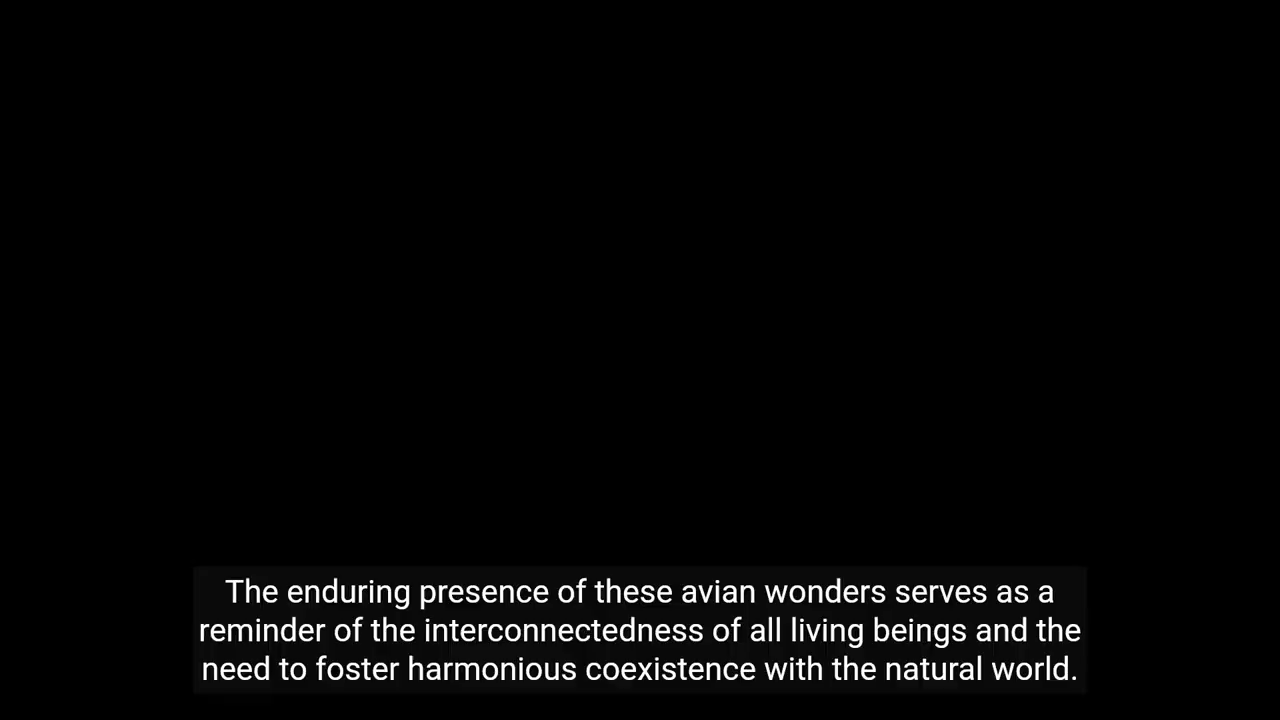 The enduring presence of these avian wonders serves as a
reminder of the interconnectedness of all living beings and the
need to foster harmonious coexistence with the natural world.